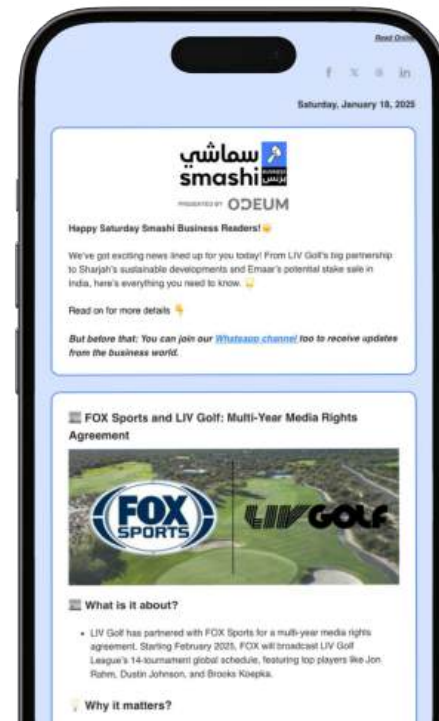 Read Online
f X in
Saturday, January 18, 2025
سماشي
smashi BUSINESS بزنس
PRESENTED BY ODEUM
Happy Saturday Smashi Business Readers!
We've got exciting news lined up for you today! From LIV Golf's big partnership
to Sharjah's sustainable developments and Emaar's potential stake sale in
India, here's everything you need to know.
Read on for more details
But before that: You can join our Whatsapp channel too to receive updates
from the business world.
FOX Sports and LIV Golf: Multi-Year Media Rights
Agreement
FOX
SPORTS
LIV GOLF
What is it about?
• LIV Golf has partnered with FOX Sports for a multi-year media rights
agreement. Starting February 2025, FOX will broadcast LIV Golf
League's 14-tournament global schedule, featuring top players like Jon
Rahm, Dustin Johnson, and Brooks Koepka.
Why it matters?